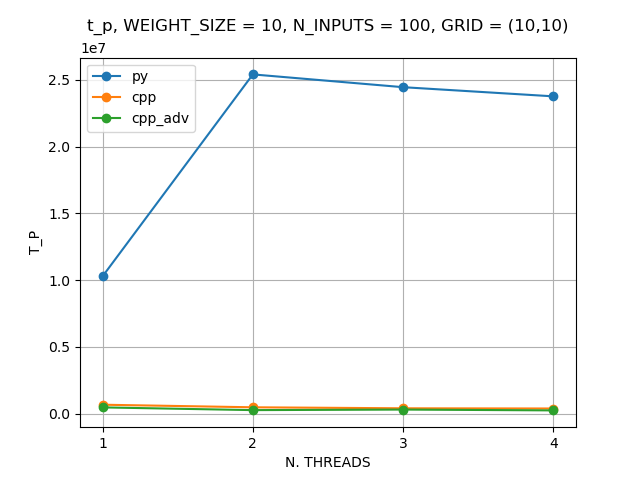 t_p, WEIGHT_SIZE = 10, N_INPUTS = 100, GRID = (10,10)
1e7
py
cpp
cpp_adv
2.5
2.0
1.5
1.0
0.5
0.0
T_P
1 2 3 4
N. THREADS